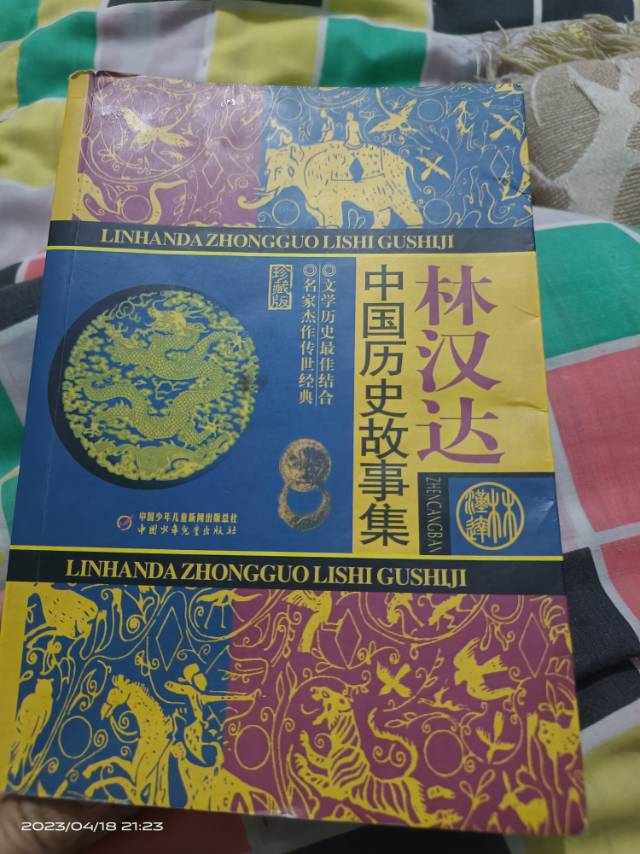 LINHANDA ZHONGGUO LISHI GUSHIJI
林汉达
中国历史故事集
◎文学历史最佳结合
◎名家杰作传世经典
珍藏版
ZHENCANGBAN
林漢達
中国少年儿童新闻出版总社
中国少年儿童出版社
LINHANDA ZHONGGUO LISHI GUSHIJI
2023/04/18 21:23